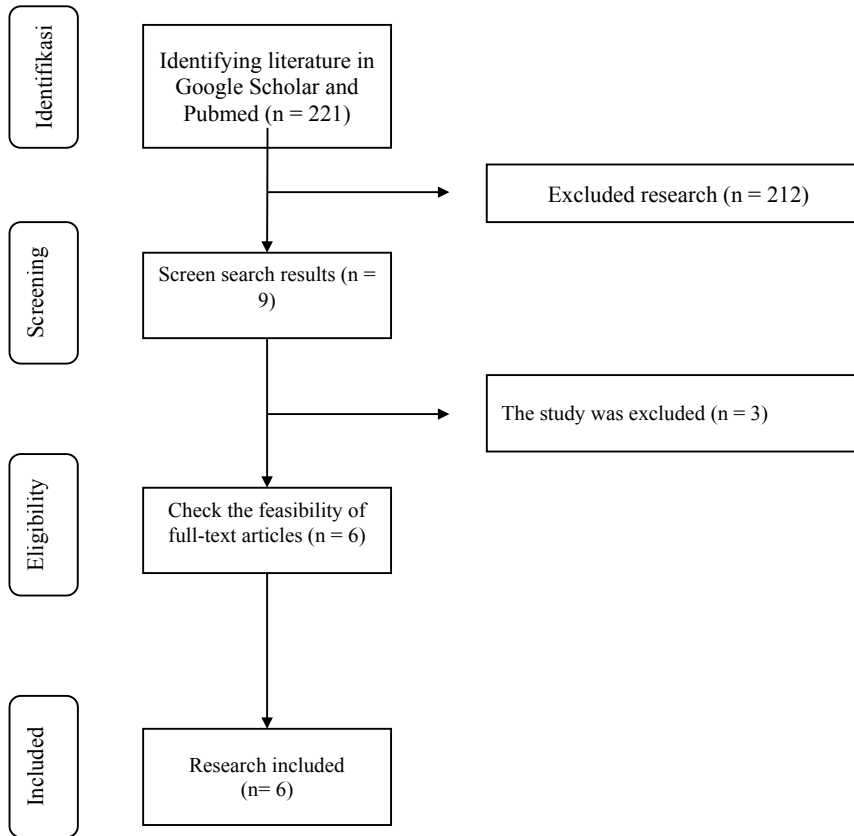 Identifikasi
Identifying literature in
Google Scholar and
Pubmed (n = 221)
Excluded research (n = 212)
Screening
Screen search results (n =
9)
The study was excluded (n = 3)
Eligibility
Check the feasibility of
full-text articles (n = 6)
Included
Research included
(n= 6)